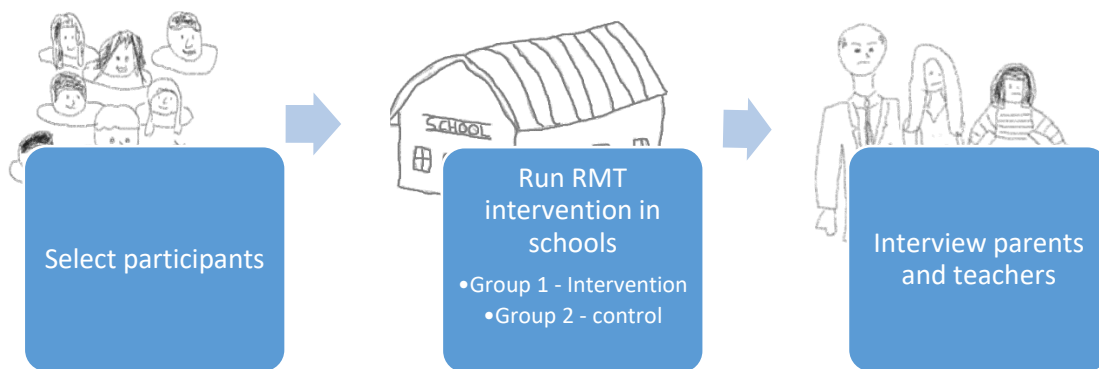 Select participants
SCHOOL
Run RMT
intervention in
schools
•Group 1 - Intervention
•Group 2 - control
Interview parents
and teachers